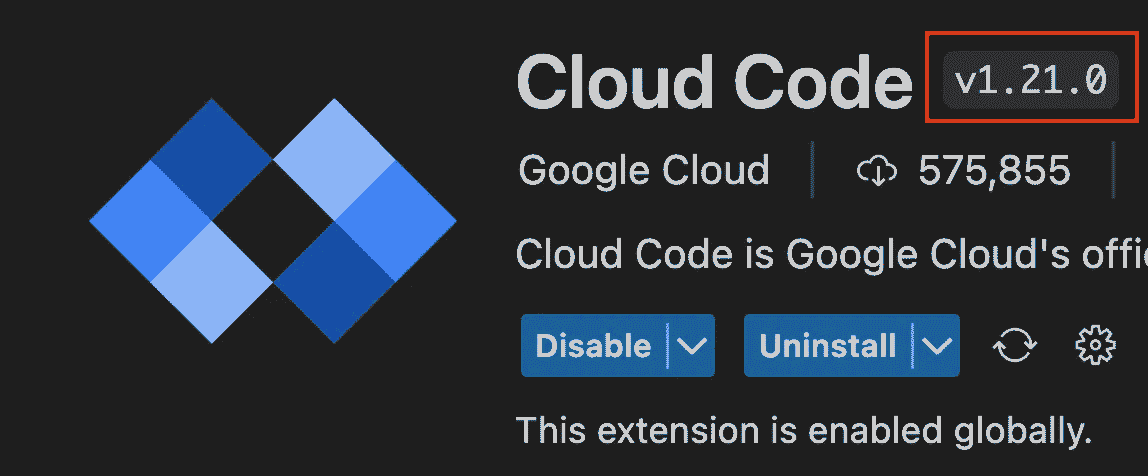 Cloud Code v1.21.0
Google Cloud 575,855
Cloud Code is Google Cloud's
Disable Uninstall
This extension is enabled globally.